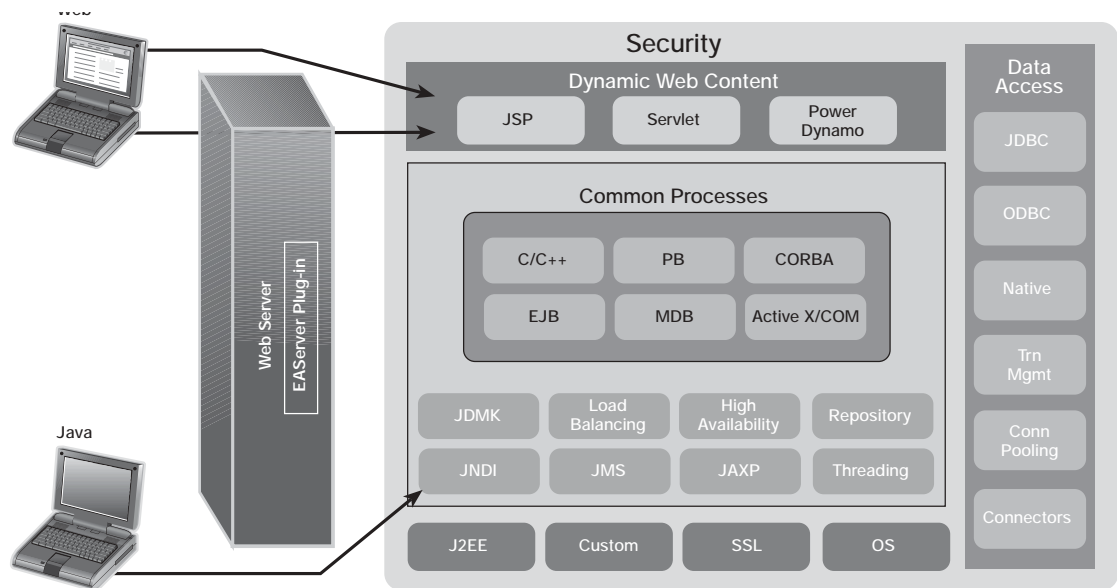 Web
Security
Dynamic Web Content
JSP
Servlet
Power
Dynamo
Data
Access
JDBC
ODBC
Native
Trn
Mgmt
Conn
Pooling
Connectors
Common Processes
C/C++
PB
CORBA
EJB
MDB
Active X/COM
JDMK
Load
Balancing
High
Availability
Repository
JNDI
JMS
JAXP
Threading
J2EE
Custom
SSL
OS
Web Server
EAServer Plug-in
Java